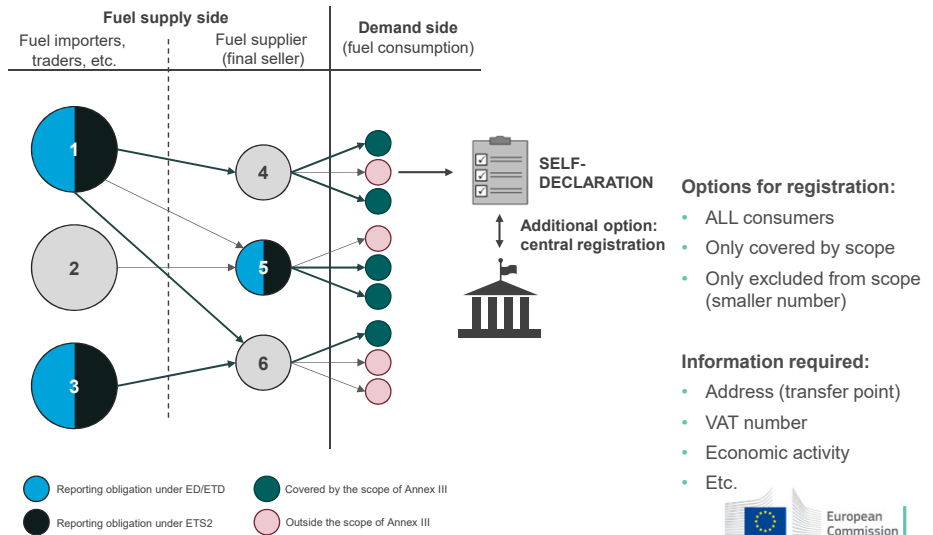 Fuel supply side
Fuel importers,
traders, etc.
Fuel supplier
(final seller)
Demand side
(fuel consumption)
1
2
3
4
5
6
SELF-
DECLARATION
Additional option:
central registration
Options for registration:
• ALL consumers
• Only covered by scope
• Only excluded from scope
(smaller number)
Information required:
• Address (transfer point)
• VAT number
• Economic activity
• Etc.
Reporting obligation under ED/ETD
Reporting obligation under ETS2
Covered by the scope of Annex III
Outside the scope of Annex III
European
Commission